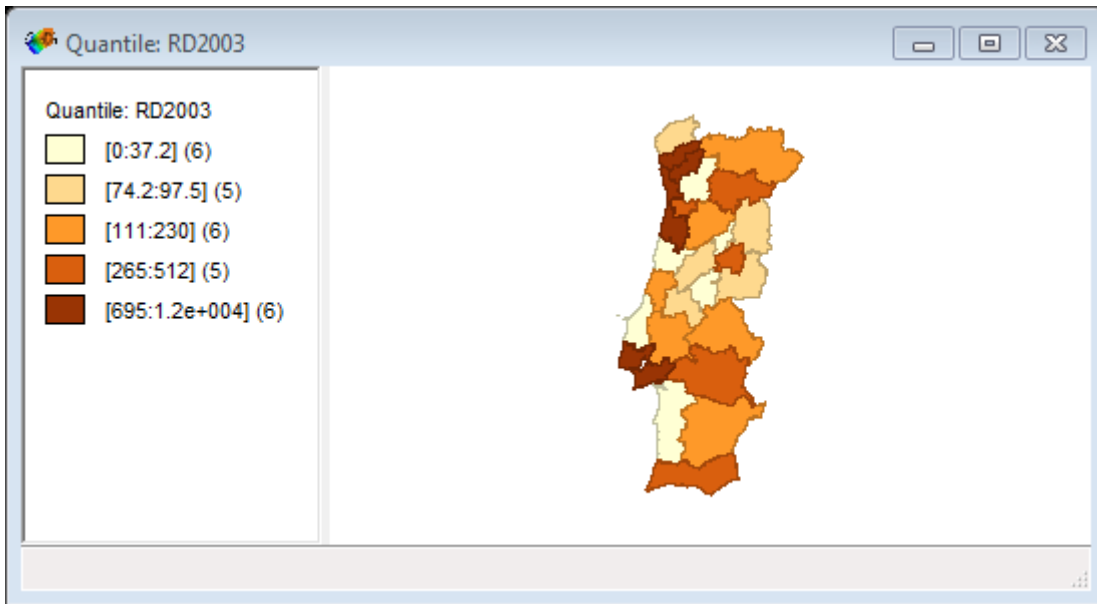 Quantile: RD2003
Quantile: RD2003
[0:37.2] (6)
[74.2:97.5] (5)
[111:230] (6)
[265:512] (5)
[695:1.2e+004] (6)